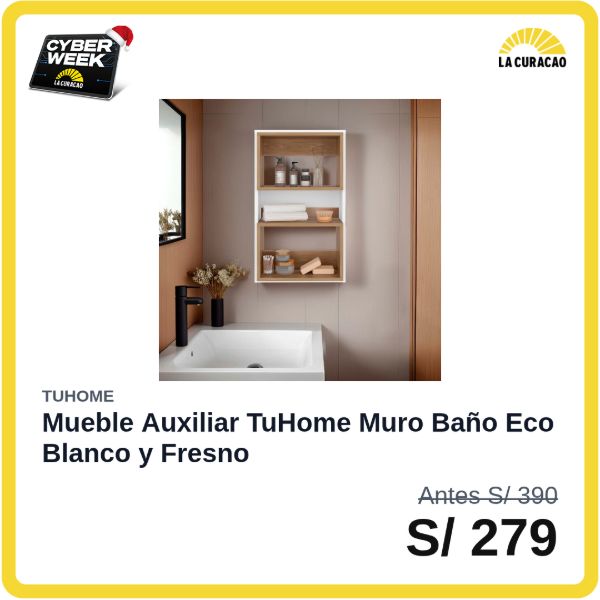 CYBER
WEEK
LA CURACAO
LA CURACAO
TUHOME
Mueble Auxiliar TuHome Muro Baño Eco
Blanco y Fresno
Antes S/ 390
S/ 279